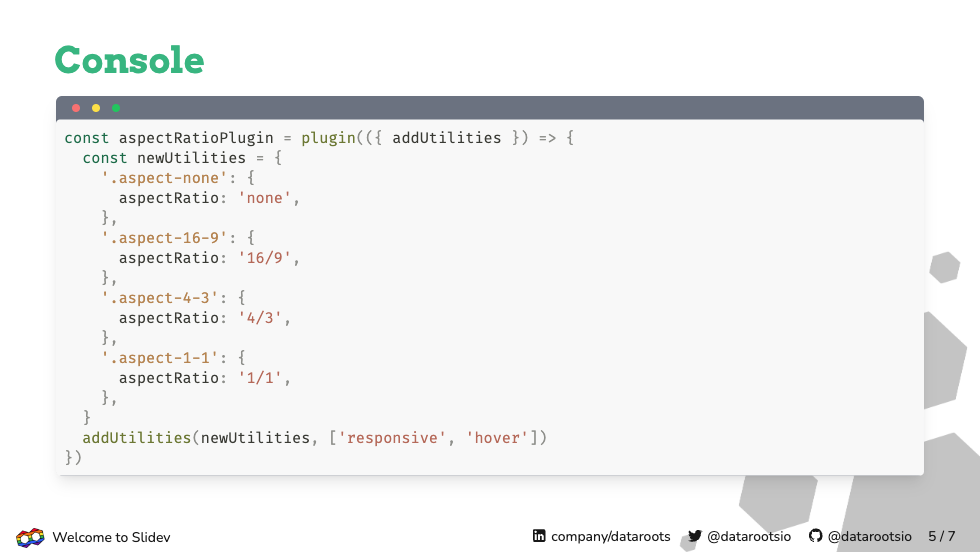 Console
const aspectRatioPlugin = plugin(({ addUtilities }) => {
  const newUtilities = {
    '.aspect-none': {
      aspectRatio: 'none',
    },
    '.aspect-16-9': {
      aspectRatio: '16/9',
    },
    '.aspect-4-3': {
      aspectRatio: '4/3',
    },
    '.aspect-1-1': {
      aspectRatio: '1/1',
    },
  }
  addUtilities(newUtilities, ['responsive', 'hover'])
})
Welcome to Slidev company/dataroots @datarootsio @datarootsio 5 / 7